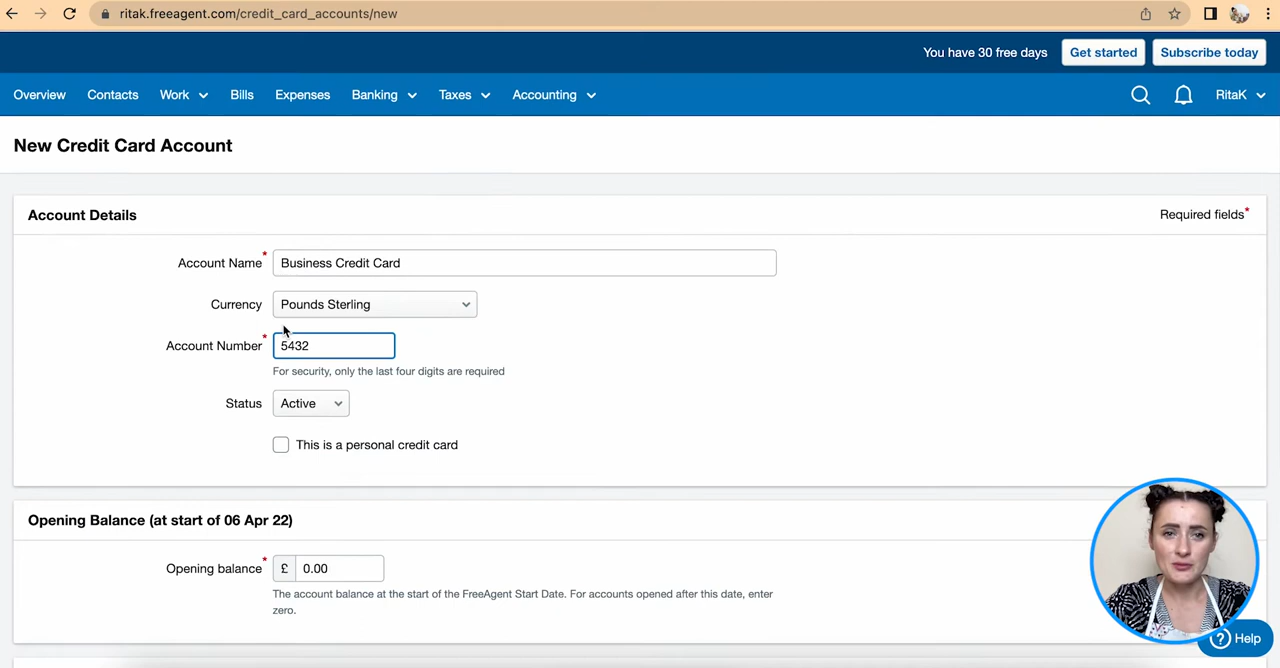 ritak.freeagent.com/credit_card_accounts/new
You have 30 free days Get started Subscribe today
Overview Contacts Work Bills Expenses Banking Taxes Accounting RitaK
New Credit Card Account
Account Details Required fields*
Account Name* Business Credit Card
Currency Pounds Sterling
Account Number* 5432
For security, only the last four digits are required
Status Active
This is a personal credit card
Opening Balance (at start of 06 Apr 22)
Opening balance* £ 0.00
The account balance at the start of the FreeAgent Start Date. For accounts opened after this date, enter
zero.
? Help